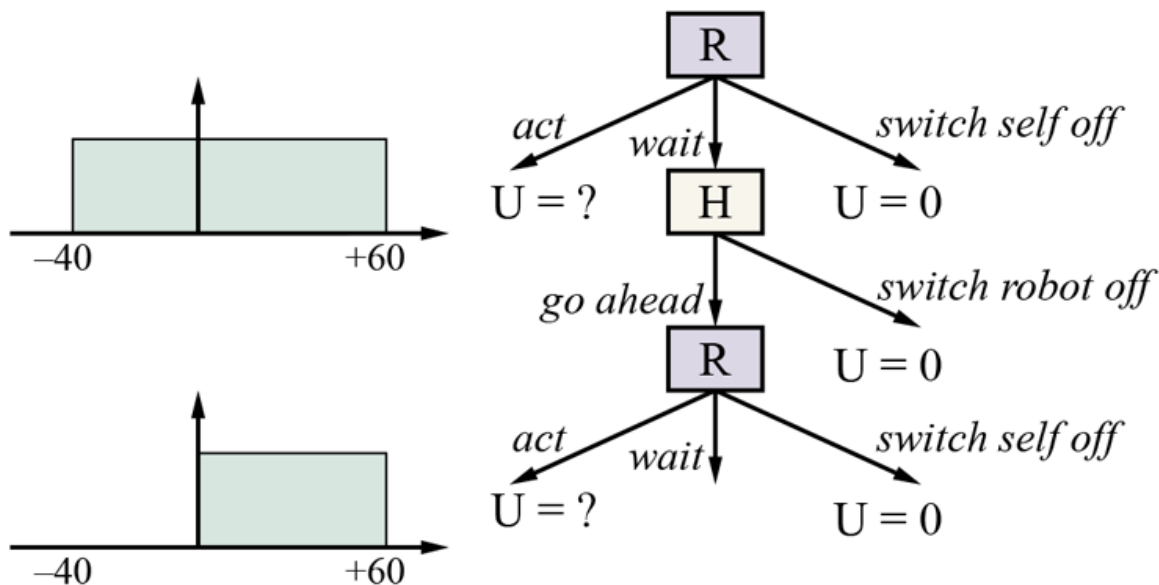 R
act
wait
switch self off
U = ?
H
U = 0
–40
+60
go ahead
switch robot off
R
U = 0
act
wait
switch self off
U = ?
U = 0
–40
+60